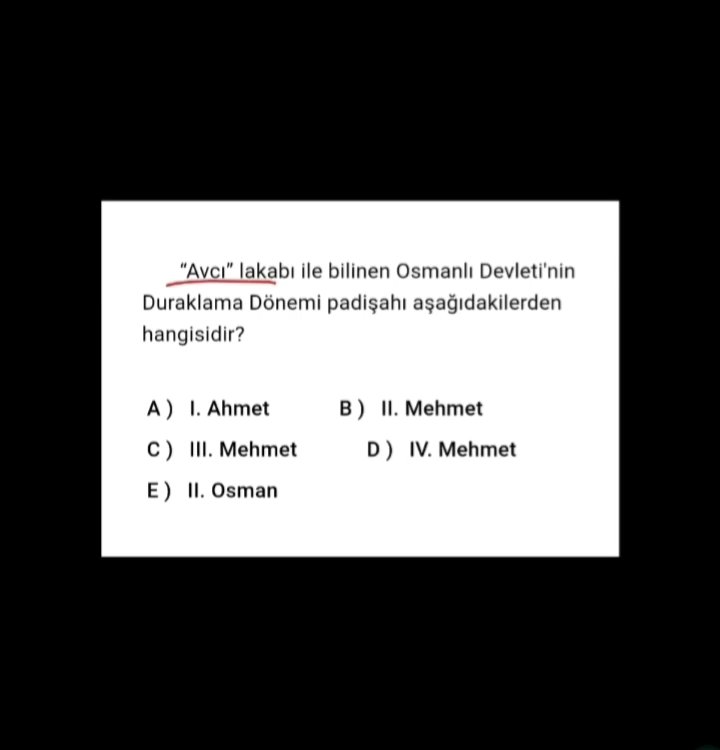 "Avcı" lakabı ile bilinen Osmanlı Devleti'nin
Duraklama Dönemi padişahı aşağıdakilerden
hangisidir?
A) I. Ahmet B) II. Mehmet
C) III. Mehmet D) IV. Mehmet
E) II. Osman